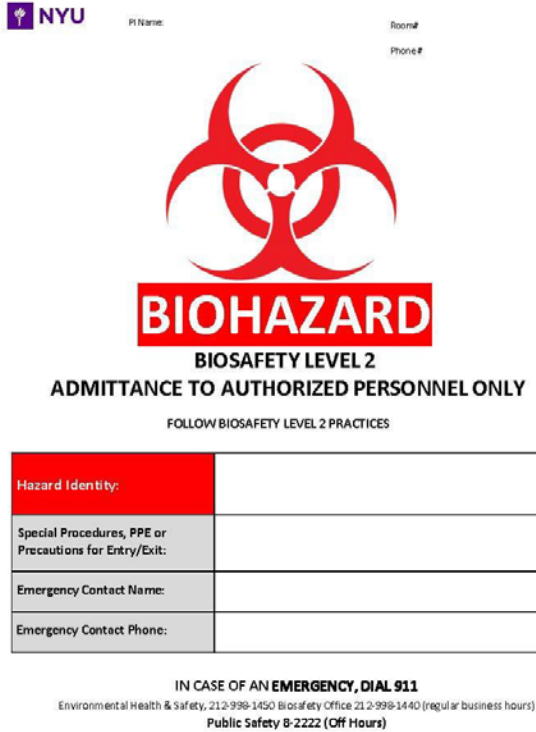 NYU
PI Name:
Room#
Phone #
BIOHAZARD
BIOSAFETY LEVEL 2
ADMITTANCE TO AUTHORIZED PERSONNEL ONLY
FOLLOW BIOSAFETY LEVEL 2 PRACTICES
Hazard Identity:
Special Procedures, PPE or
Precautions for Entry/Exit:
Emergency Contact Name:
Emergency Contact Phone:
IN CASE OF AN EMERGENCY, DIAL 911
Environmental Health & Safety, 212-998-1450 Biosafety Office 212-998-1440 (regular business hours)
Public Safety 8-2222 (Off Hours)